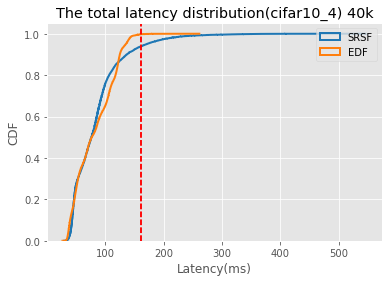 The total latency distribution(cifar10_4) 40k
SRSF
EDF
1.0
0.8
0.6
0.4
0.2
0.0
CDF
100 200 300 400 500
Latency(ms)